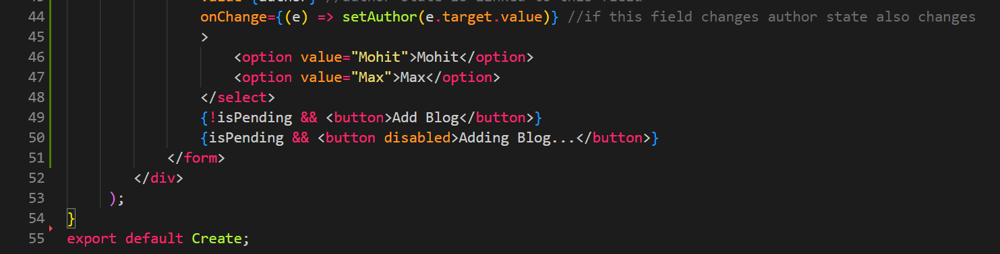 44 onChange={(e) => setAuthor(e.target.value)} //if this field changes author state also changes
45 >
46 <option value="Mohit">Mohit</option>
47 <option value="Max">Max</option>
48 </select>
49 {!isPending && <button>Add Blog</button>}
50 {isPending && <button disabled>Adding Blog...</button>}
51 </form>
52 </div>
53 );
54 }
55 export default Create;